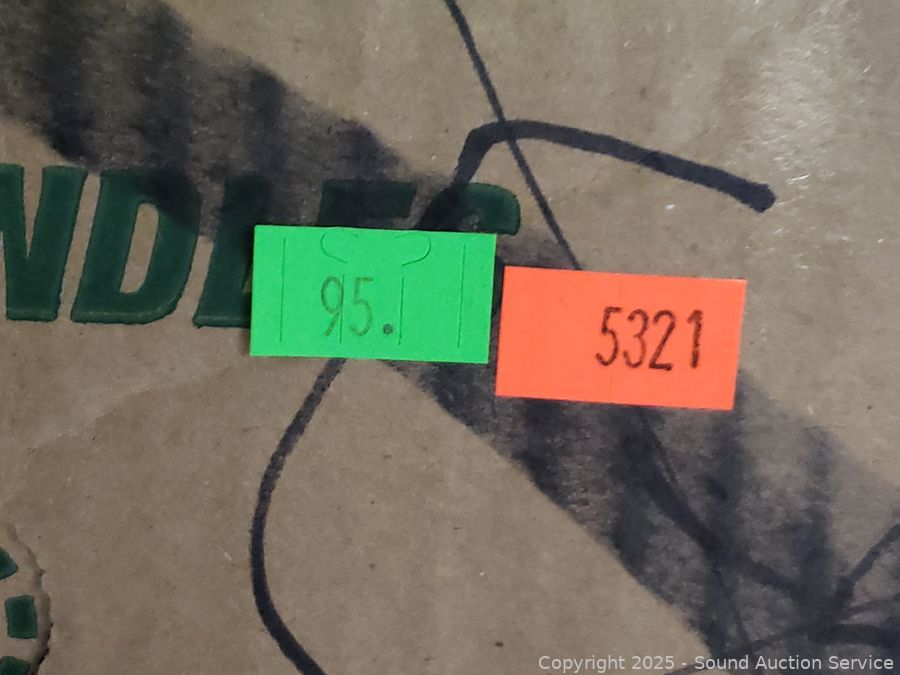 NDLES
95.
5321
Copyright 2025 - Sound Auction Service